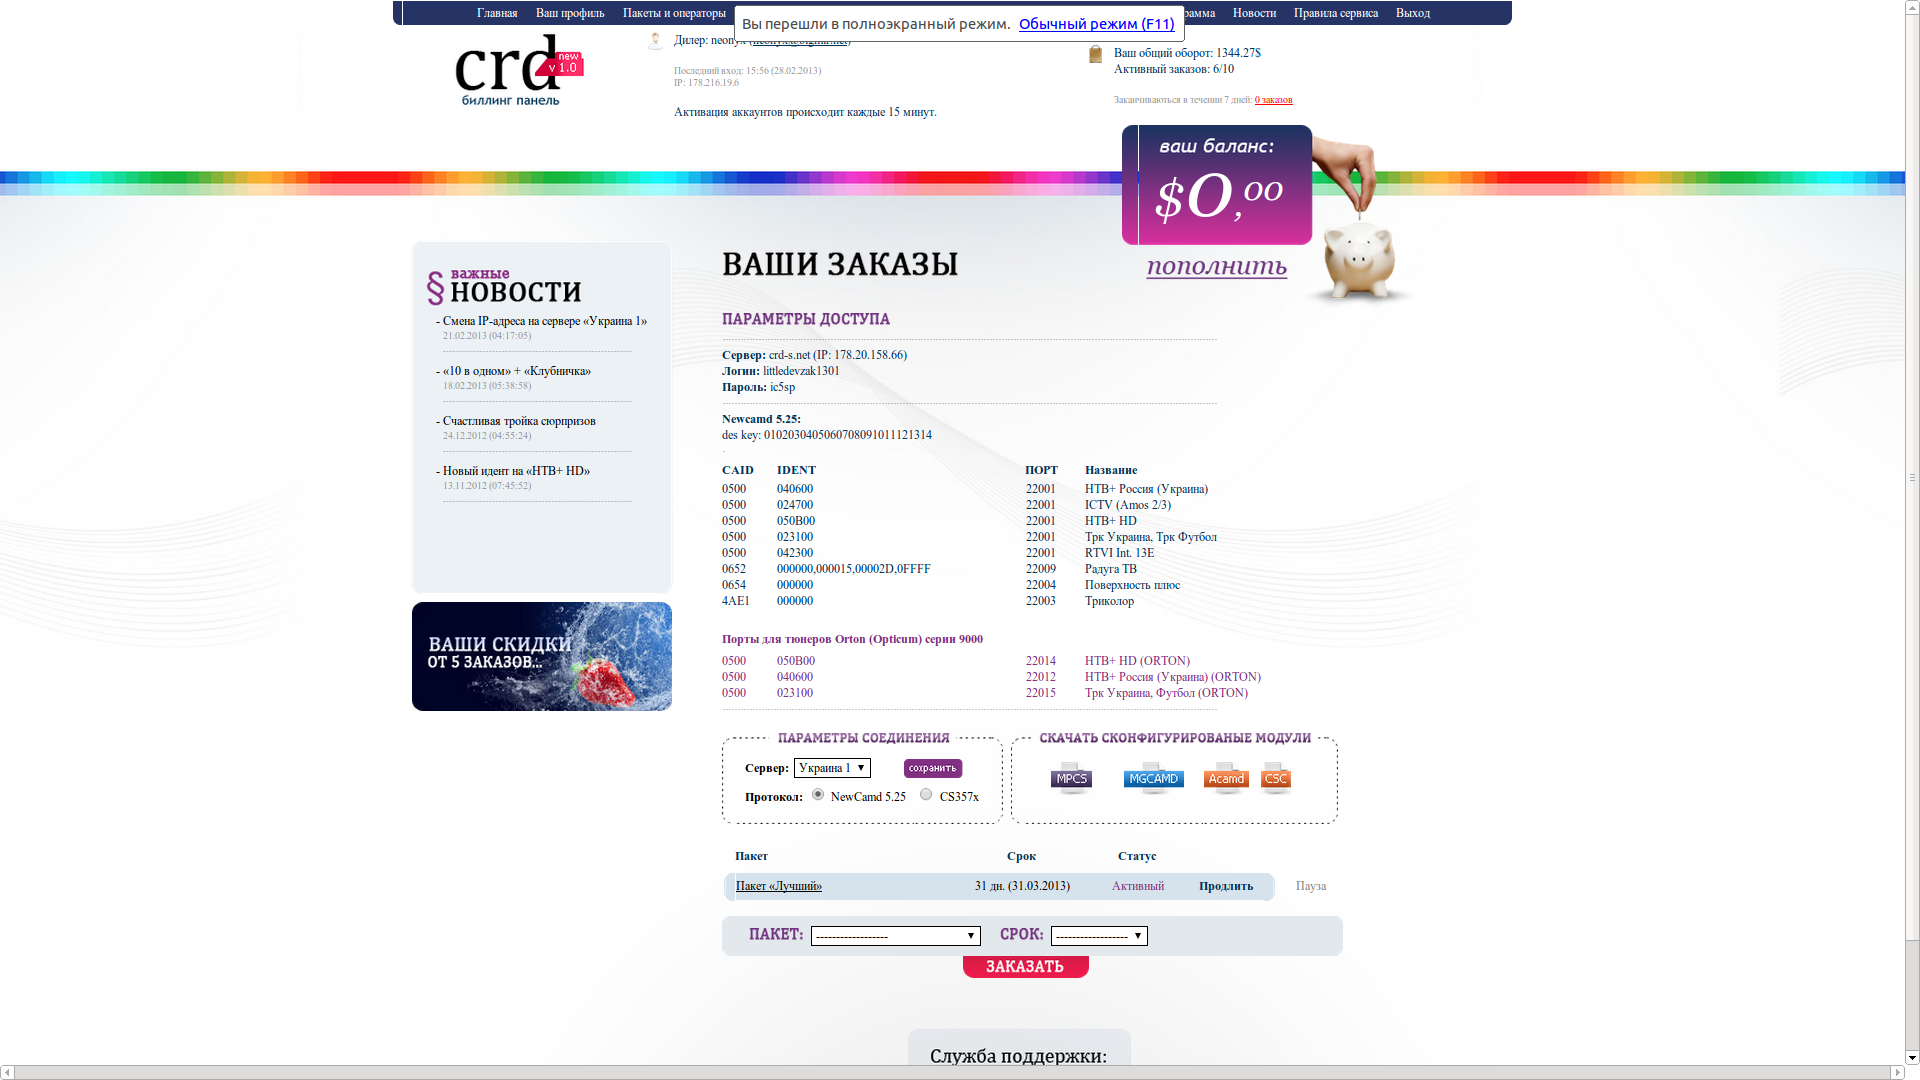 Главная Ваш профиль Пакеты и операторы Новости Правила сервиса Выход
Вы перешли в полноэкранный режим. Обычный режим (F11)
crd new v 1.0
биллинг панель
Дилер:
Последний вход: 15:56 (28.02.2013)
IP: 178.216.19.6
Активация аккаунтов происходит каждые 15 минут.
Ваш общий оборот: 1344.27$
Активный заказов: 6/10
Заканчиваються в течении 7 дней: 0 заказов
ваш баланс:
$0,00
пополнить
§ важные
НОВОСТИ
- Смена IP-адреса на сервере «Украина 1»
21.02.2013 (04:17:05)
- «10 в одном» + «Клубничка»
18.02.2013 (05:38:58)
- Счастливая тройка сюрпризов
24.12.2012 (04:55:24)
- Новый идент на «НТВ+ HD»
13.11.2012 (07:45:52)
ВАШИ СКИДКИ
ОТ 5 ЗАКАЗОВ...
ВАШИ ЗАКАЗЫ
ПАРАМЕТРЫ ДОСТУПА
Сервер: crd-s.net (IP: 178.20.158.66)
Логин: littledevzak1301
Пароль: ic5sp
Newcamd 5.25:
des key: 0102030405060708091011121314
CAID IDENT ПОРТ Название
0500 040600 22001 НТВ+ Россия (Украина)
0500 024700 22001 ICTV (Amos 2/3)
0500 050B00 22001 НТВ+ HD
0500 023100 22001 Трк Украина, Трк Футбол
0500 042300 22001 RTVI Int. 13E
0652 000000,000015,00002D,0FFFF 22009 Радуга ТВ
0654 000000 22004 Поверхность плюс
4AE1 000000 22003 Триколор
Порты для тюнеров Orton (Opticum) серии 9000
0500 050B00 22014 НТВ+ HD (ORTON)
0500 040600 22012 НТВ+ Россия (Украина) (ORTON)
0500 023100 22015 Трк Украина, Футбол (ORTON)
ПАРАМЕТРЫ СОЕДИНЕНИЯ
Сервер: Украина 1 сохранить
Протокол: NewCamd 5.25 CS357x
СКАЧАТЬ СКОНФИГУРИРОВАНЫЕ МОДУЛИ
MPCS MGCAMD Acamd CSC
Пакет Срок Статус
Пакет «Лучший» 31 дн. (31.03.2013) Активный Продлить Пауза
ПАКЕТ: ------------------ СРОК: ------------------
ЗАКАЗАТЬ
Служба поддержки: